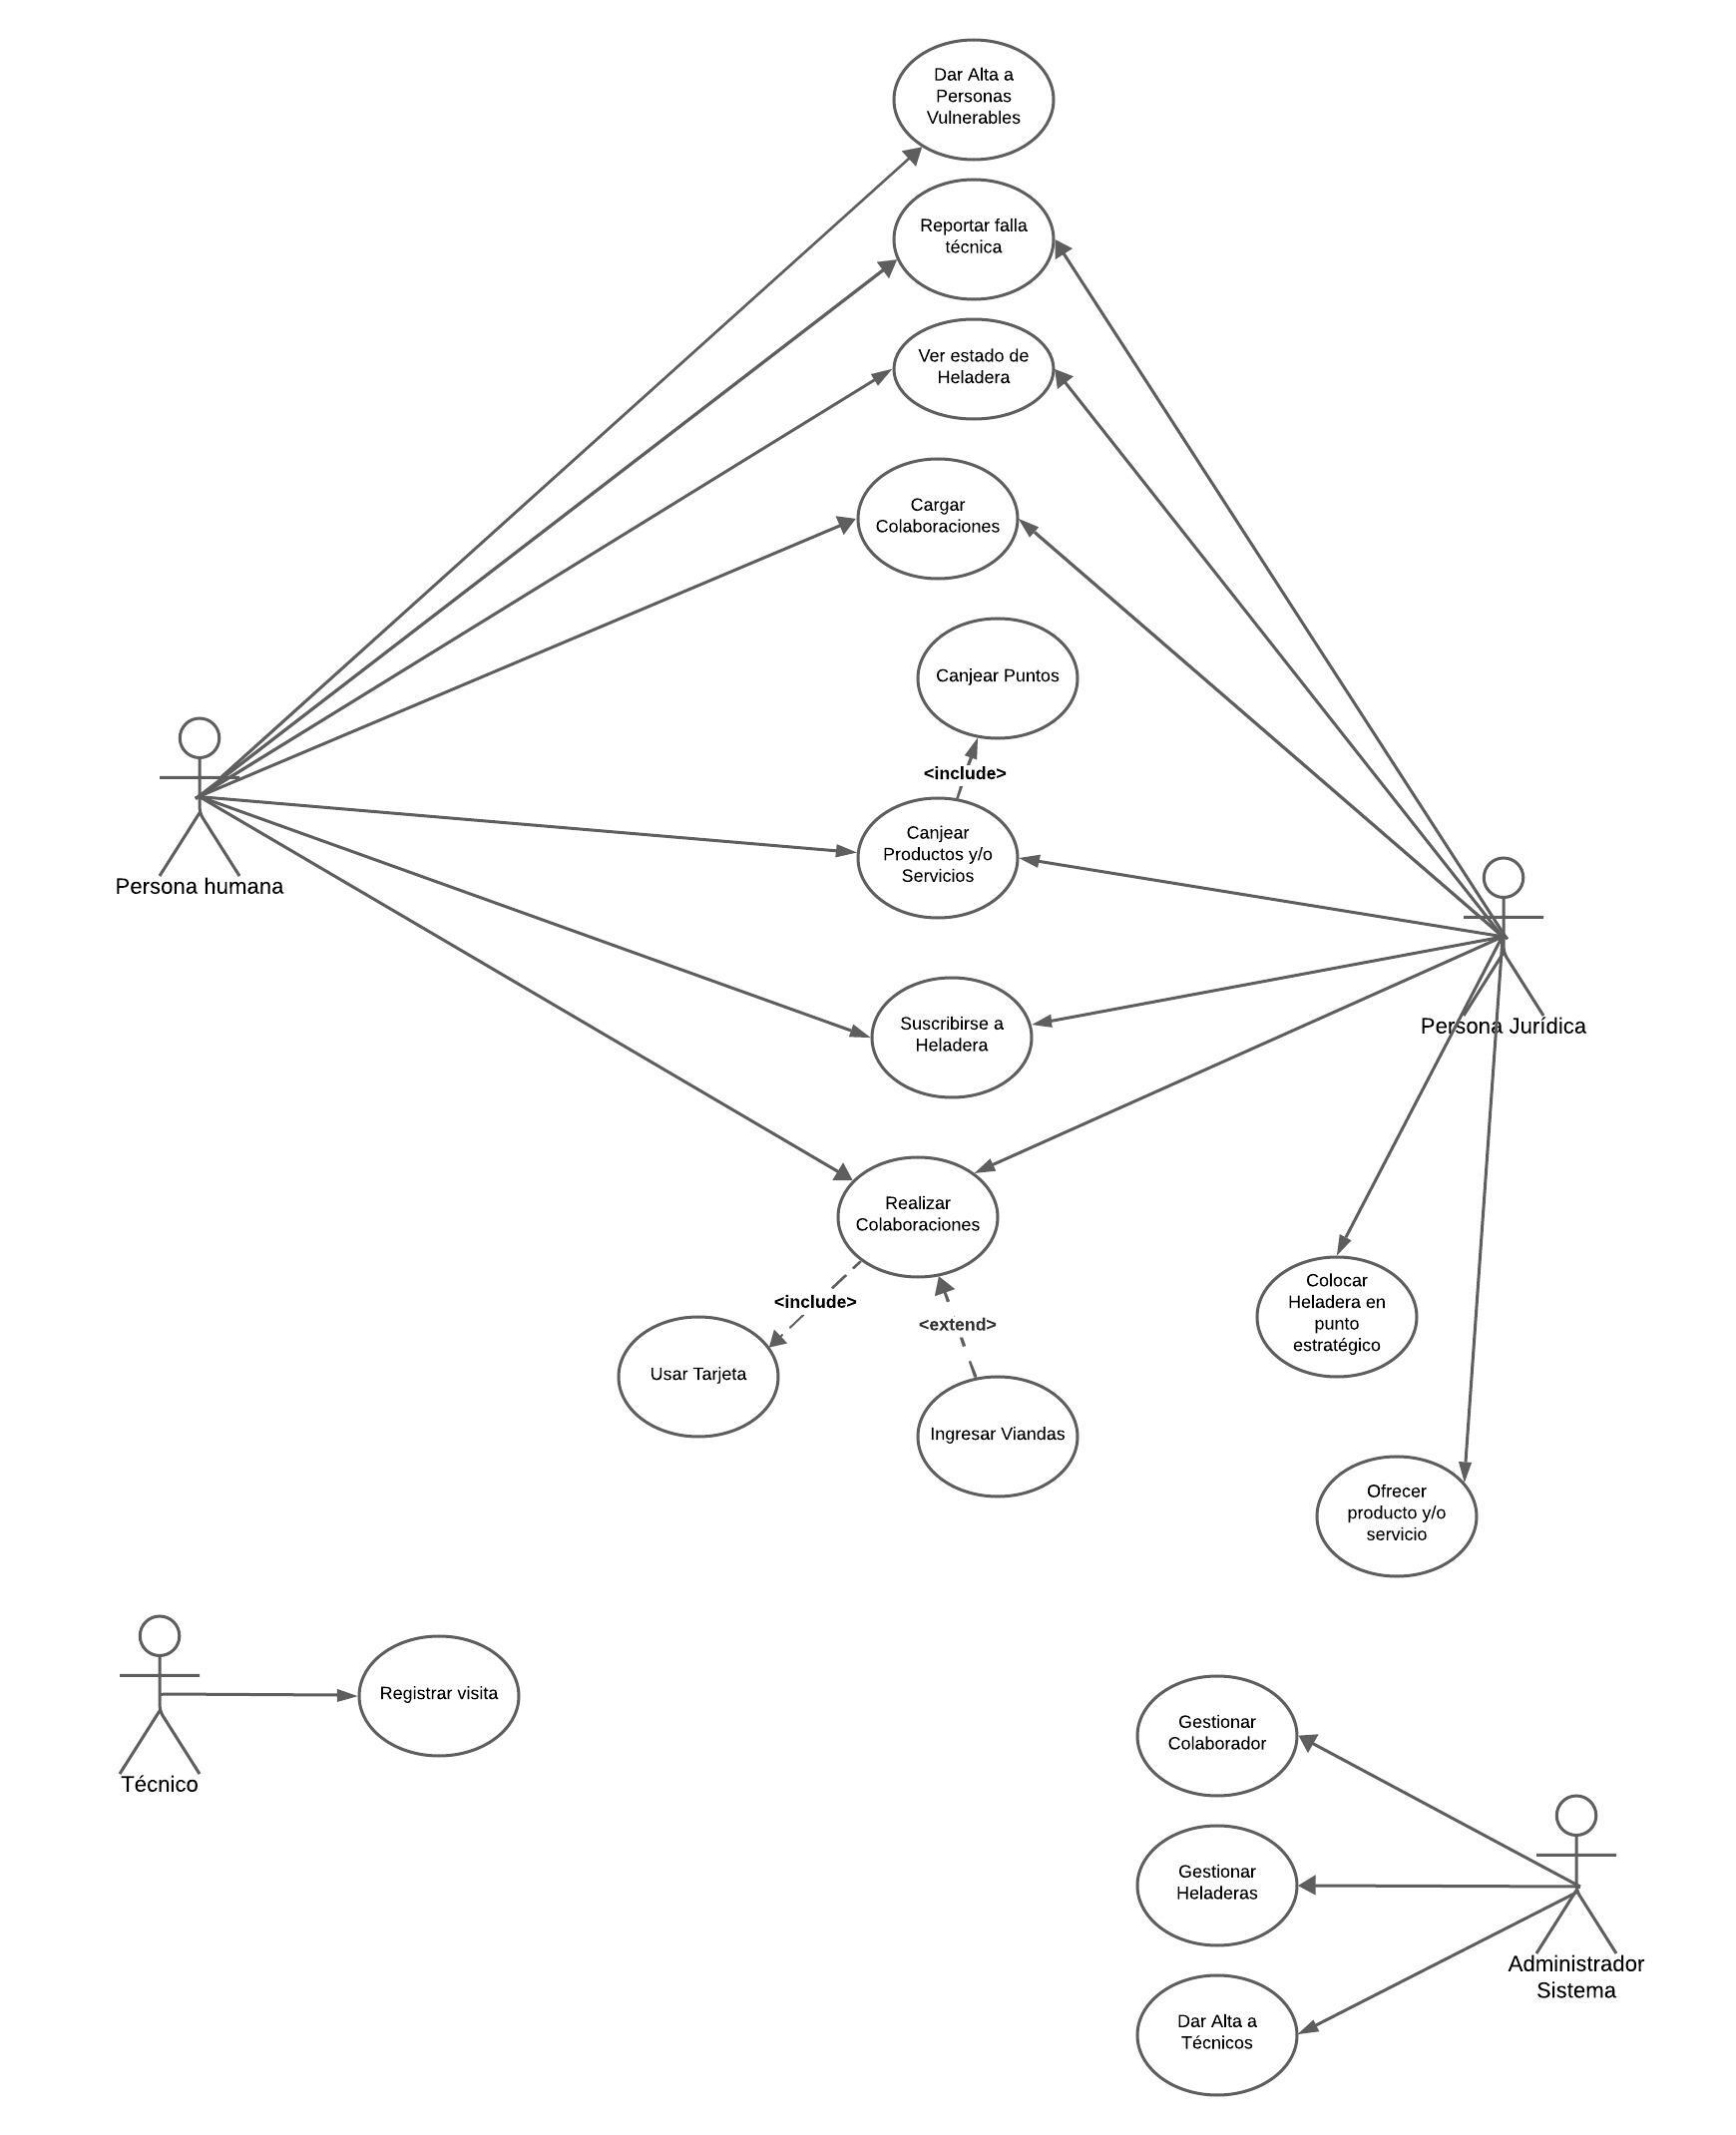 Dar Alta a
Personas
Vulnerables
Reportar falla
técnica
Ver estado de
Heladera
Cargar
Colaboraciones
Canjear Puntos
<include>
Canjear
Productos y/o
Servicios
Persona humana
Suscribirse a
Heladera
Persona Jurídica
Realizar
Colaboraciones
<include>
<extend>
Usar Tarjeta
Ingresar Viandas
Colocar
Heladera en
punto
estratégico
Ofrecer
producto y/o
servicio
Registrar visita
Técnico
Gestionar
Colaborador
Gestionar
Heladeras
Administrador
Sistema
Dar Alta a
Técnicos